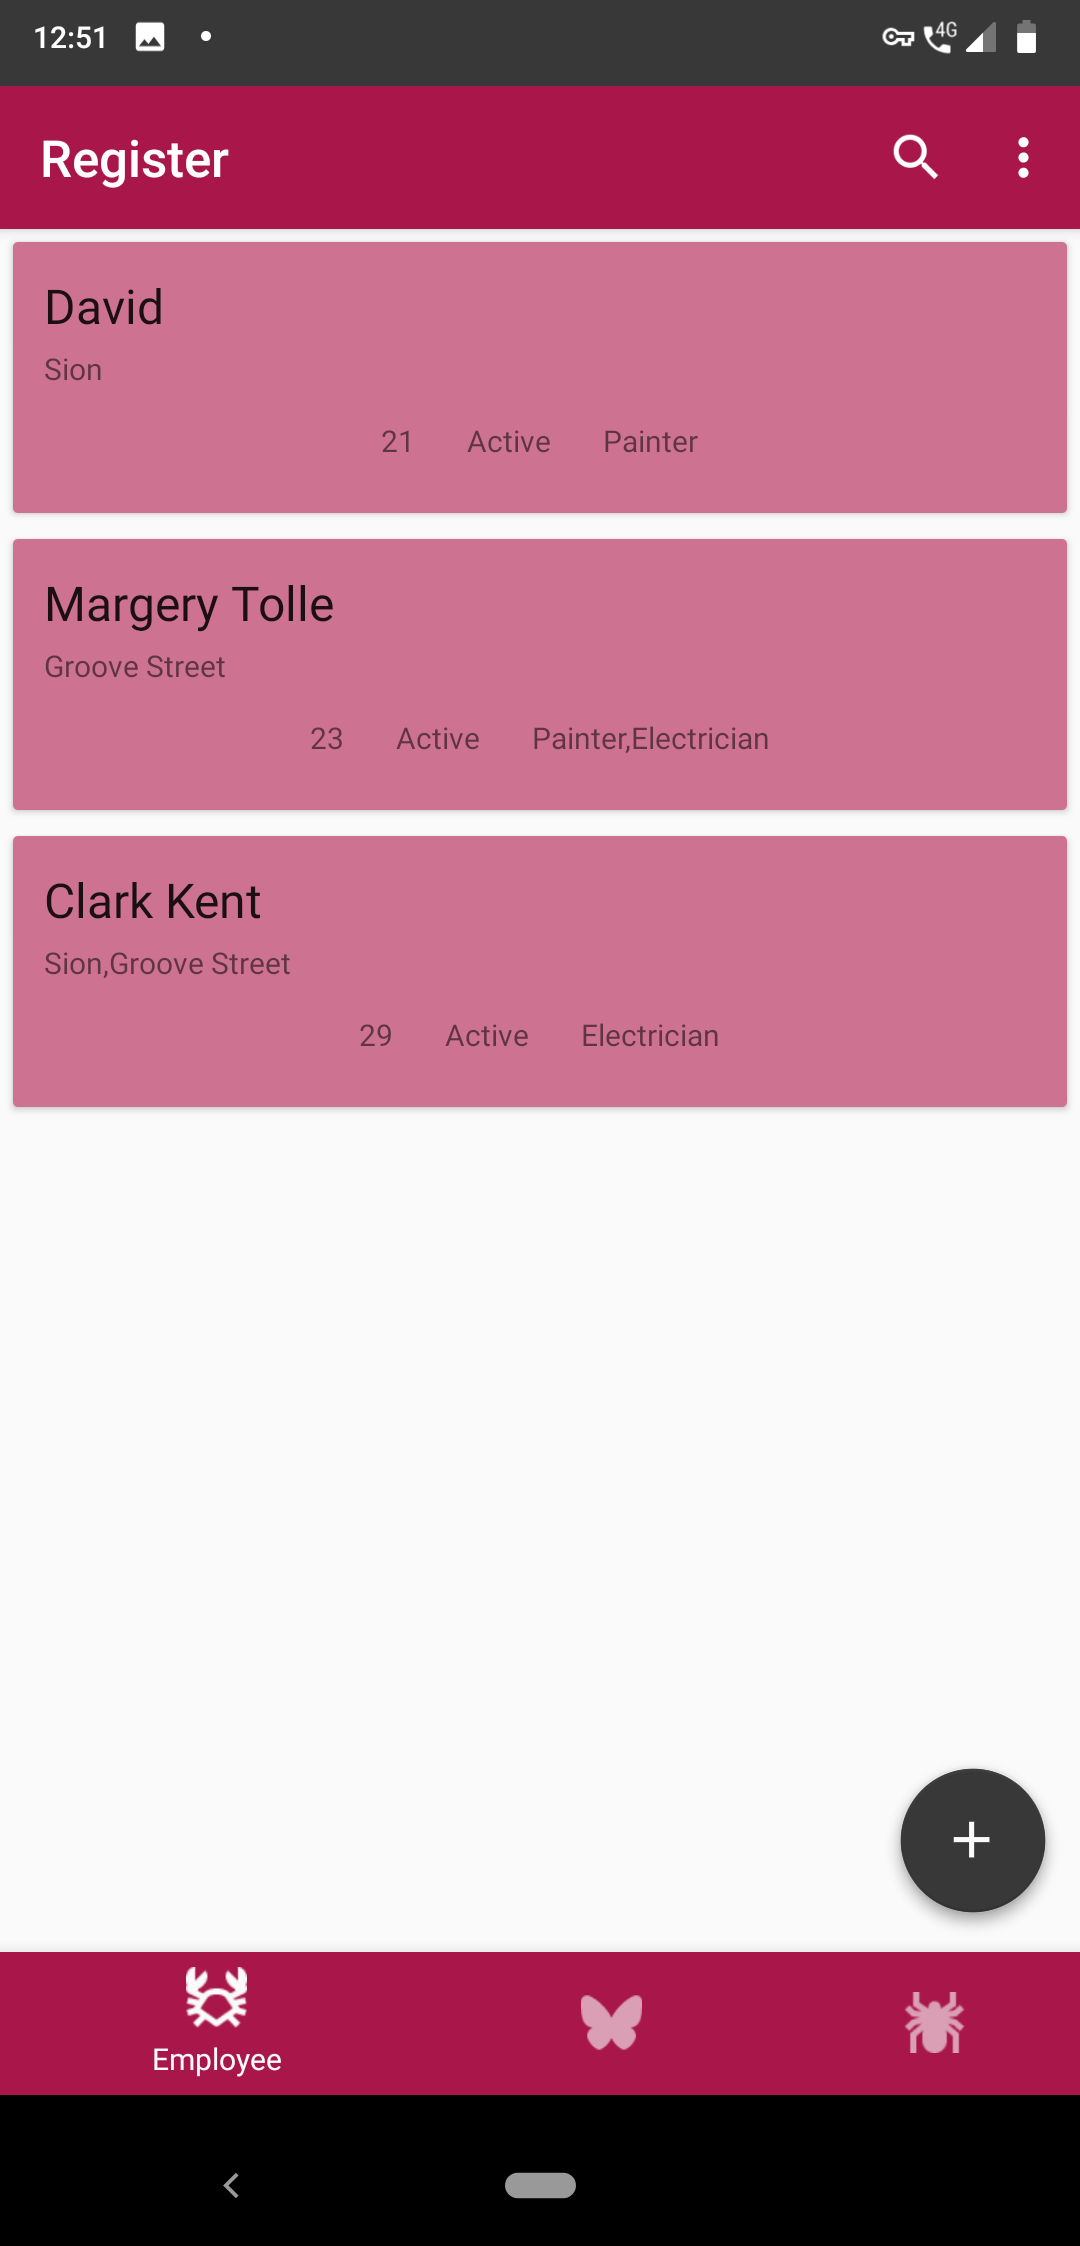 12:51
4G
Register
David
Sion
21 Active Painter
Margery Tolle
Groove Street
23 Active Painter,Electrician
Clark Kent
Sion,Groove Street
29 Active Electrician
Employee